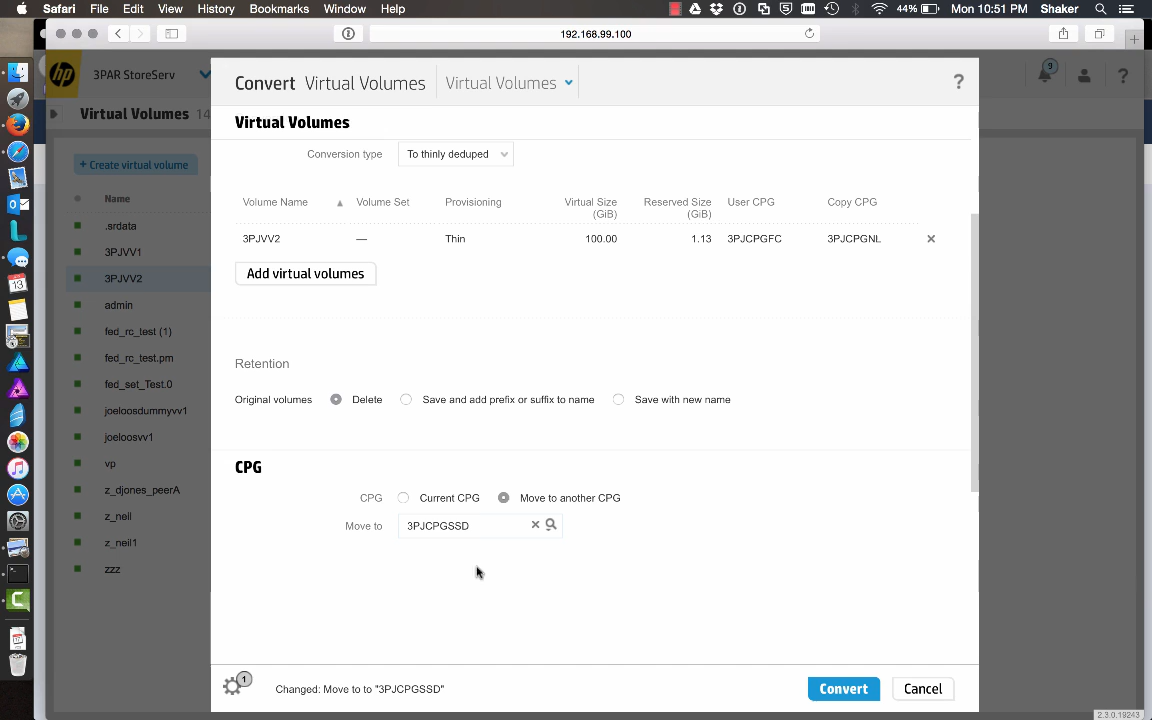 Safari File Edit View History Bookmarks Window Help 44% Mon 10:51 PM Shaker
192.168.99.100
hp 3PAR StoreServ 9 ?
Convert Virtual Volumes Virtual Volumes ?
Virtual Volumes 14
Virtual Volumes
+ Create virtual volume
Conversion type To thinly deduped
Name
.srdata
3PJVV1
3PJVV2
admin
fed_rc_test (1)
fed_rc_test.pm
fed_set_Test.0
joeloosdummyvv1
joeloosvv1
vp
z_djones_peerA
z_neil
z_neil1
zzz
Volume Name Volume Set Provisioning Virtual Size (GiB) Reserved Size (GiB) User CPG Copy CPG
3PJVV2 — Thin 100.00 1.13 3PJCPGFC 3PJCPGNL
Add virtual volumes
Retention
Original volumes Delete Save and add prefix or suffix to name Save with new name
CPG
CPG Current CPG Move to another CPG
Move to 3PJCPGSSD
1 Changed: Move to to "3PJCPGSSD" Convert Cancel
2.3.0.19243